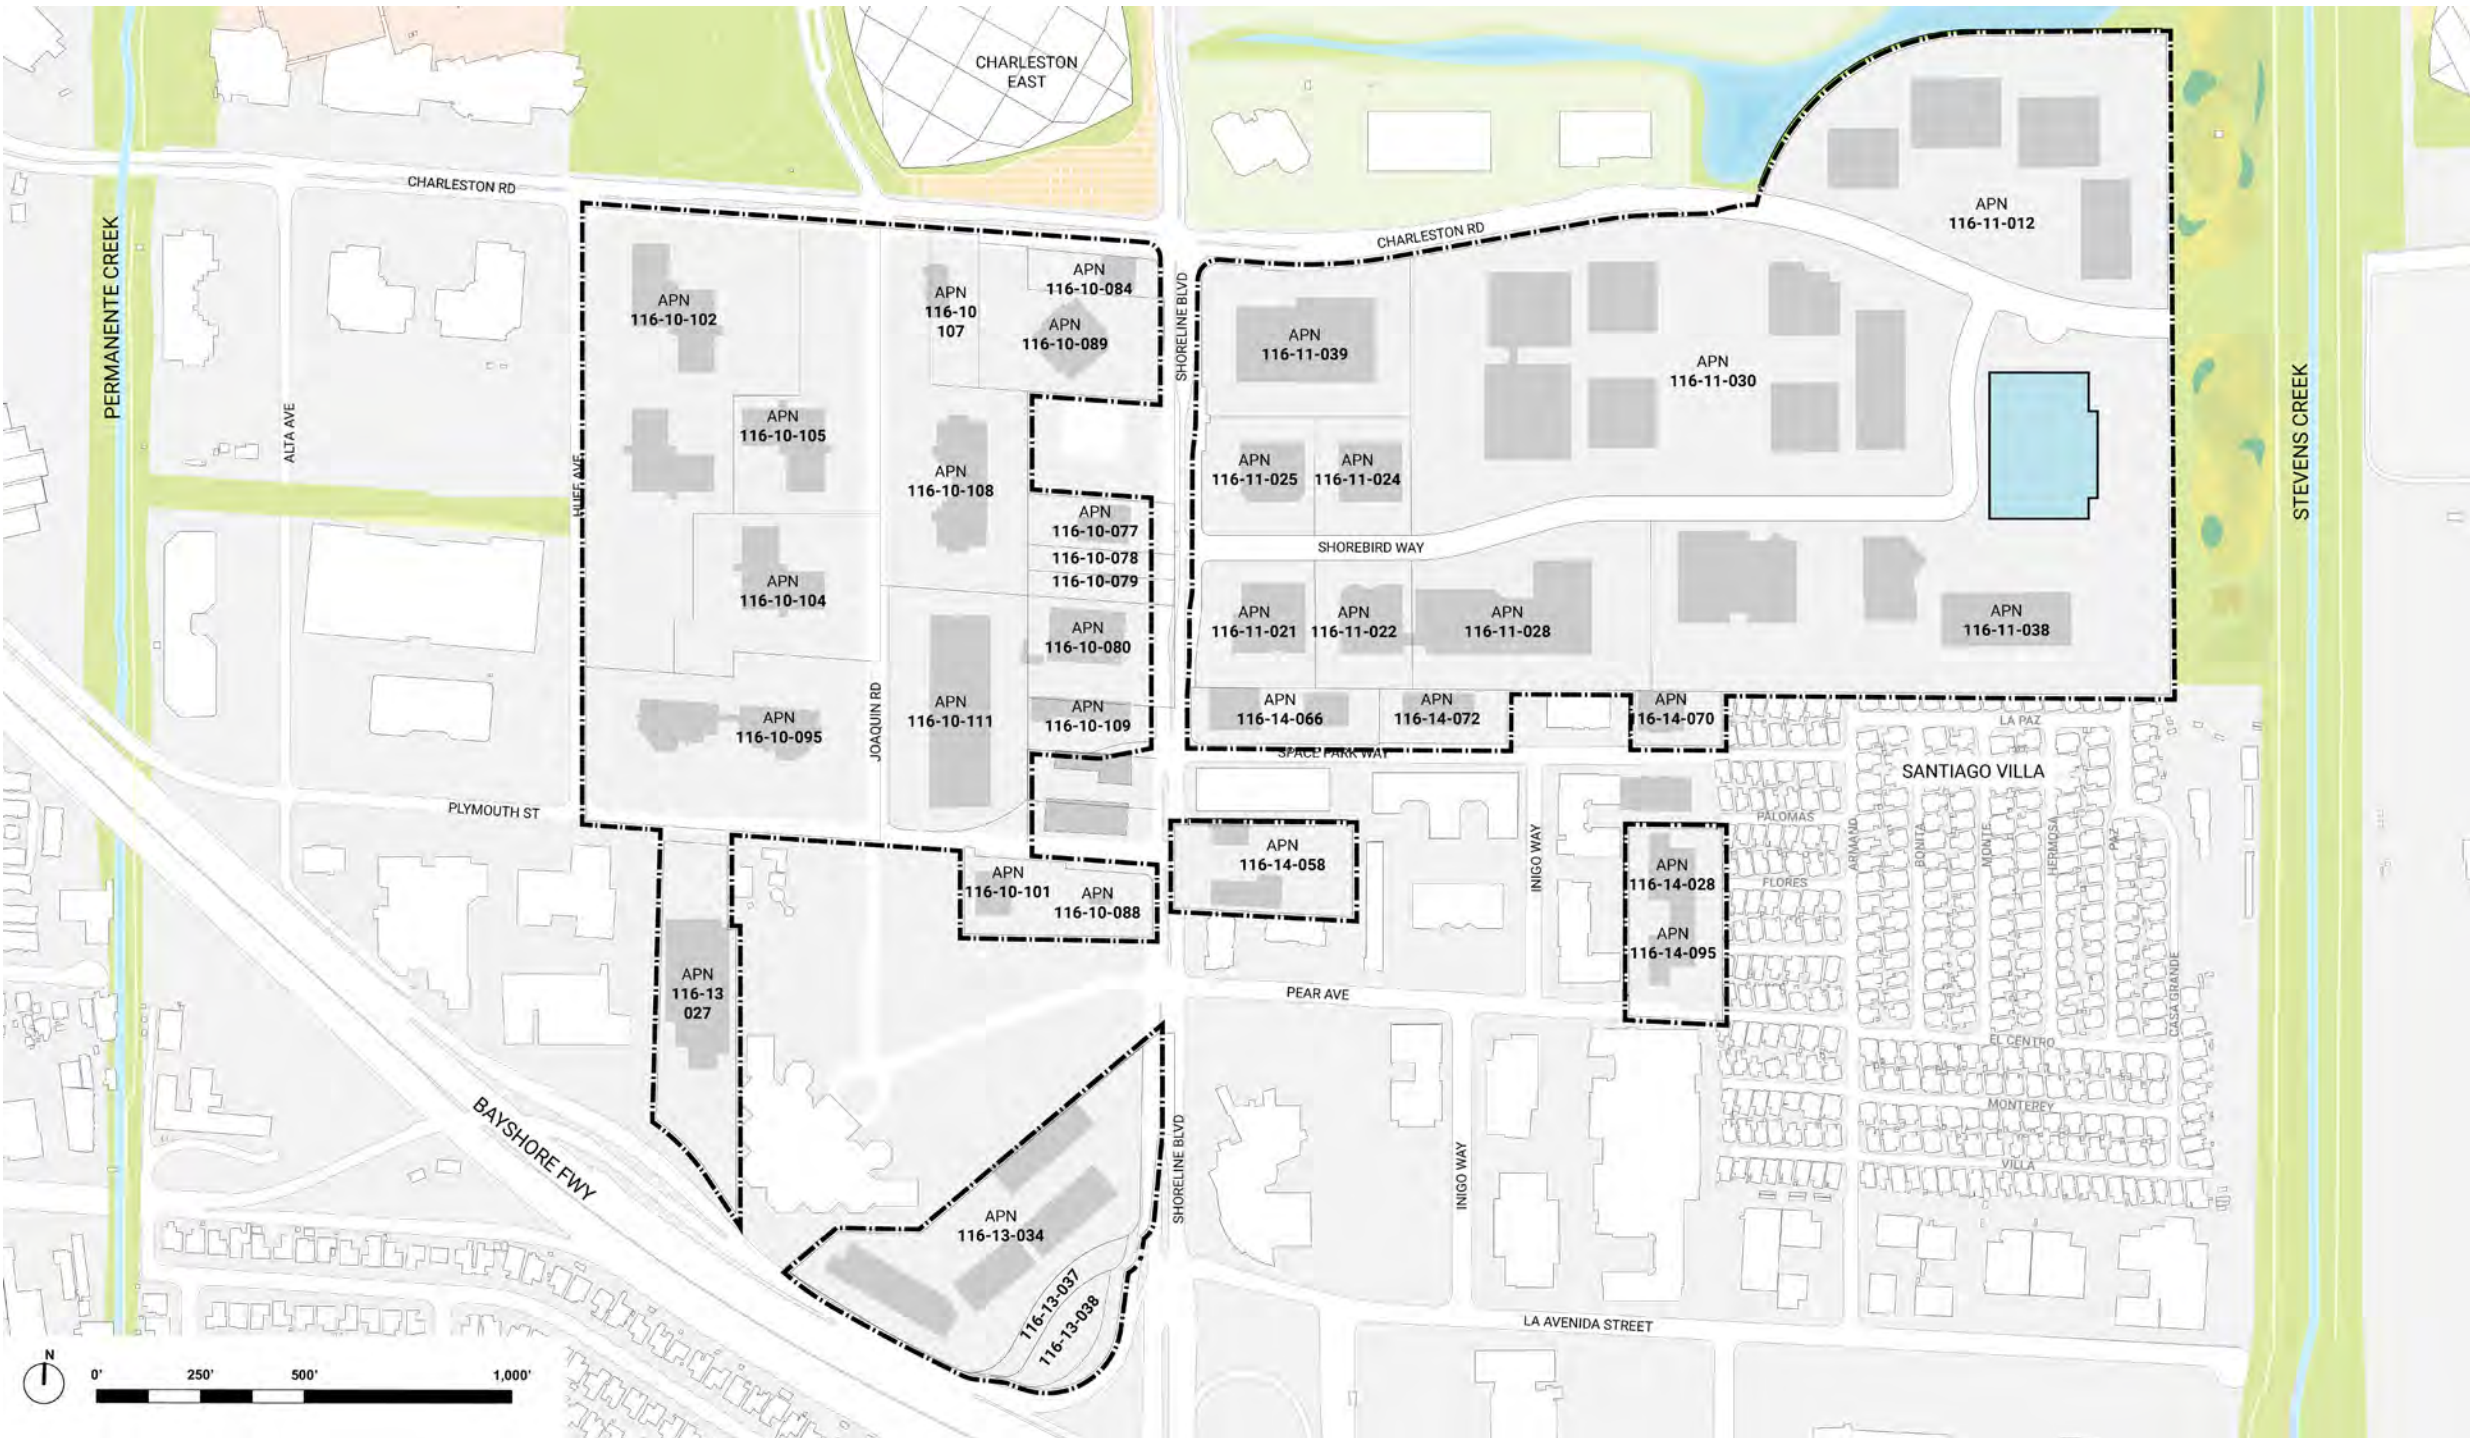 CHARLESTON
EAST
CHARLESTON RD
PERMANENTE CREEK
ALTA AVE
HUFF AVE
APN
116-10-102
APN
116-10
107
APN
116-10-084
APN
116-10-089
APN
116-10-105
APN
116-10-108
APN
116-10-077
116-10-078
116-10-079
APN
116-10-104
APN
116-10-080
APN
116-10-095
JOAQUIN RD
APN
116-10-111
APN
116-10-109
PLYMOUTH ST
APN
116-10-101
APN
116-10-088
APN
116-13
027
BAYSHORE FWY
APN
116-13-034
116-13-037
116-13-038
SHORELINE BLVD
SHORELINE BLVD
CHARLESTON RD
APN
116-11-012
APN
116-11-039
APN
116-11-030
APN
116-11-025
APN
116-11-024
SHOREBIRD WAY
APN
116-11-021
APN
116-11-022
APN
116-11-028
APN
116-11-038
APN
116-14-066
APN
116-14-072
APN
16-14-070
SPACE PARK WAY
APN
116-14-058
INIGO WAY
APN
116-14-028
APN
116-14-095
PEAR AVE
INIGO WAY
LA AVENIDA STREET
STEVENS CREEK
LA PAZ
SANTIAGO VILLA
PALOMAS
FLORES
ARMAND
BONITA
MONTE
HERMOSA
PAZ
CASA GRANDE
EL CENTRO
MONTEREY
VILLA
N
0' 250' 500' 1,000'